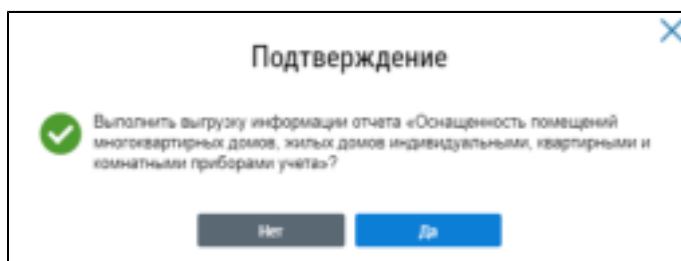 Подтверждение
Выполнить выгрузку информации отчета «Оснащенность помещений
многоквартирных домов, жилых домов индивидуальными, квартирными и
комнатными приборами учета»?
Нет
Да